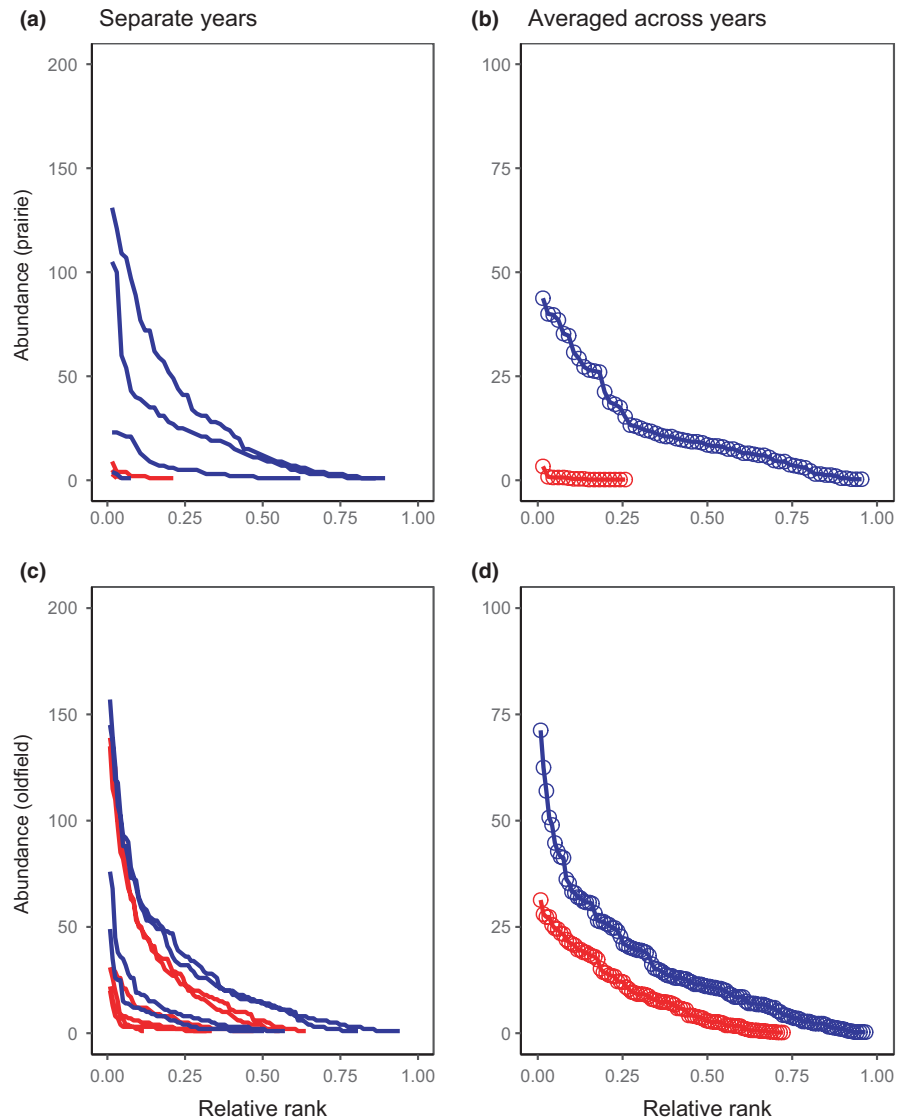 (a) Separate years
(b) Averaged across years
200
150
100
50
0
Abundance (prairie)
0.00 0.25 0.50 0.75 1.00
100
75
50
25
0
0.00 0.25 0.50 0.75 1.00
(c)
(d)
200
150
100
50
0
Abundance (oldfield)
0.00 0.25 0.50 0.75 1.00
Relative rank
100
75
50
25
0
0.00 0.25 0.50 0.75 1.00
Relative rank